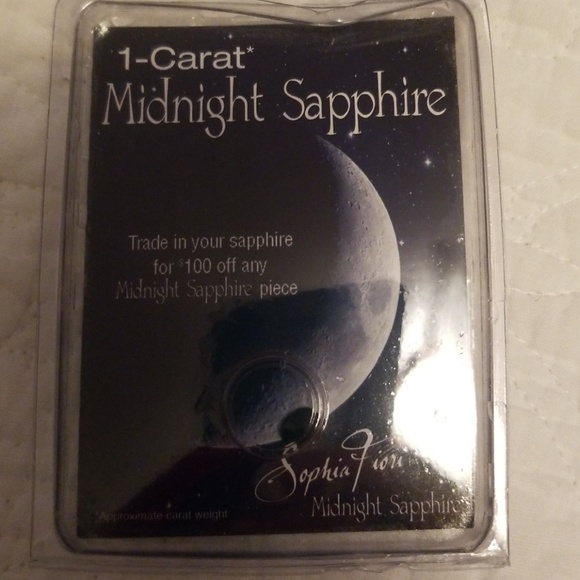 1-Carat*
Midnight Sapphire
Trade in your sapphire
for $100 off any
Midnight Sapphire piece
Sophia Fiori
Midnight Sapphire
*Approximate carat weight